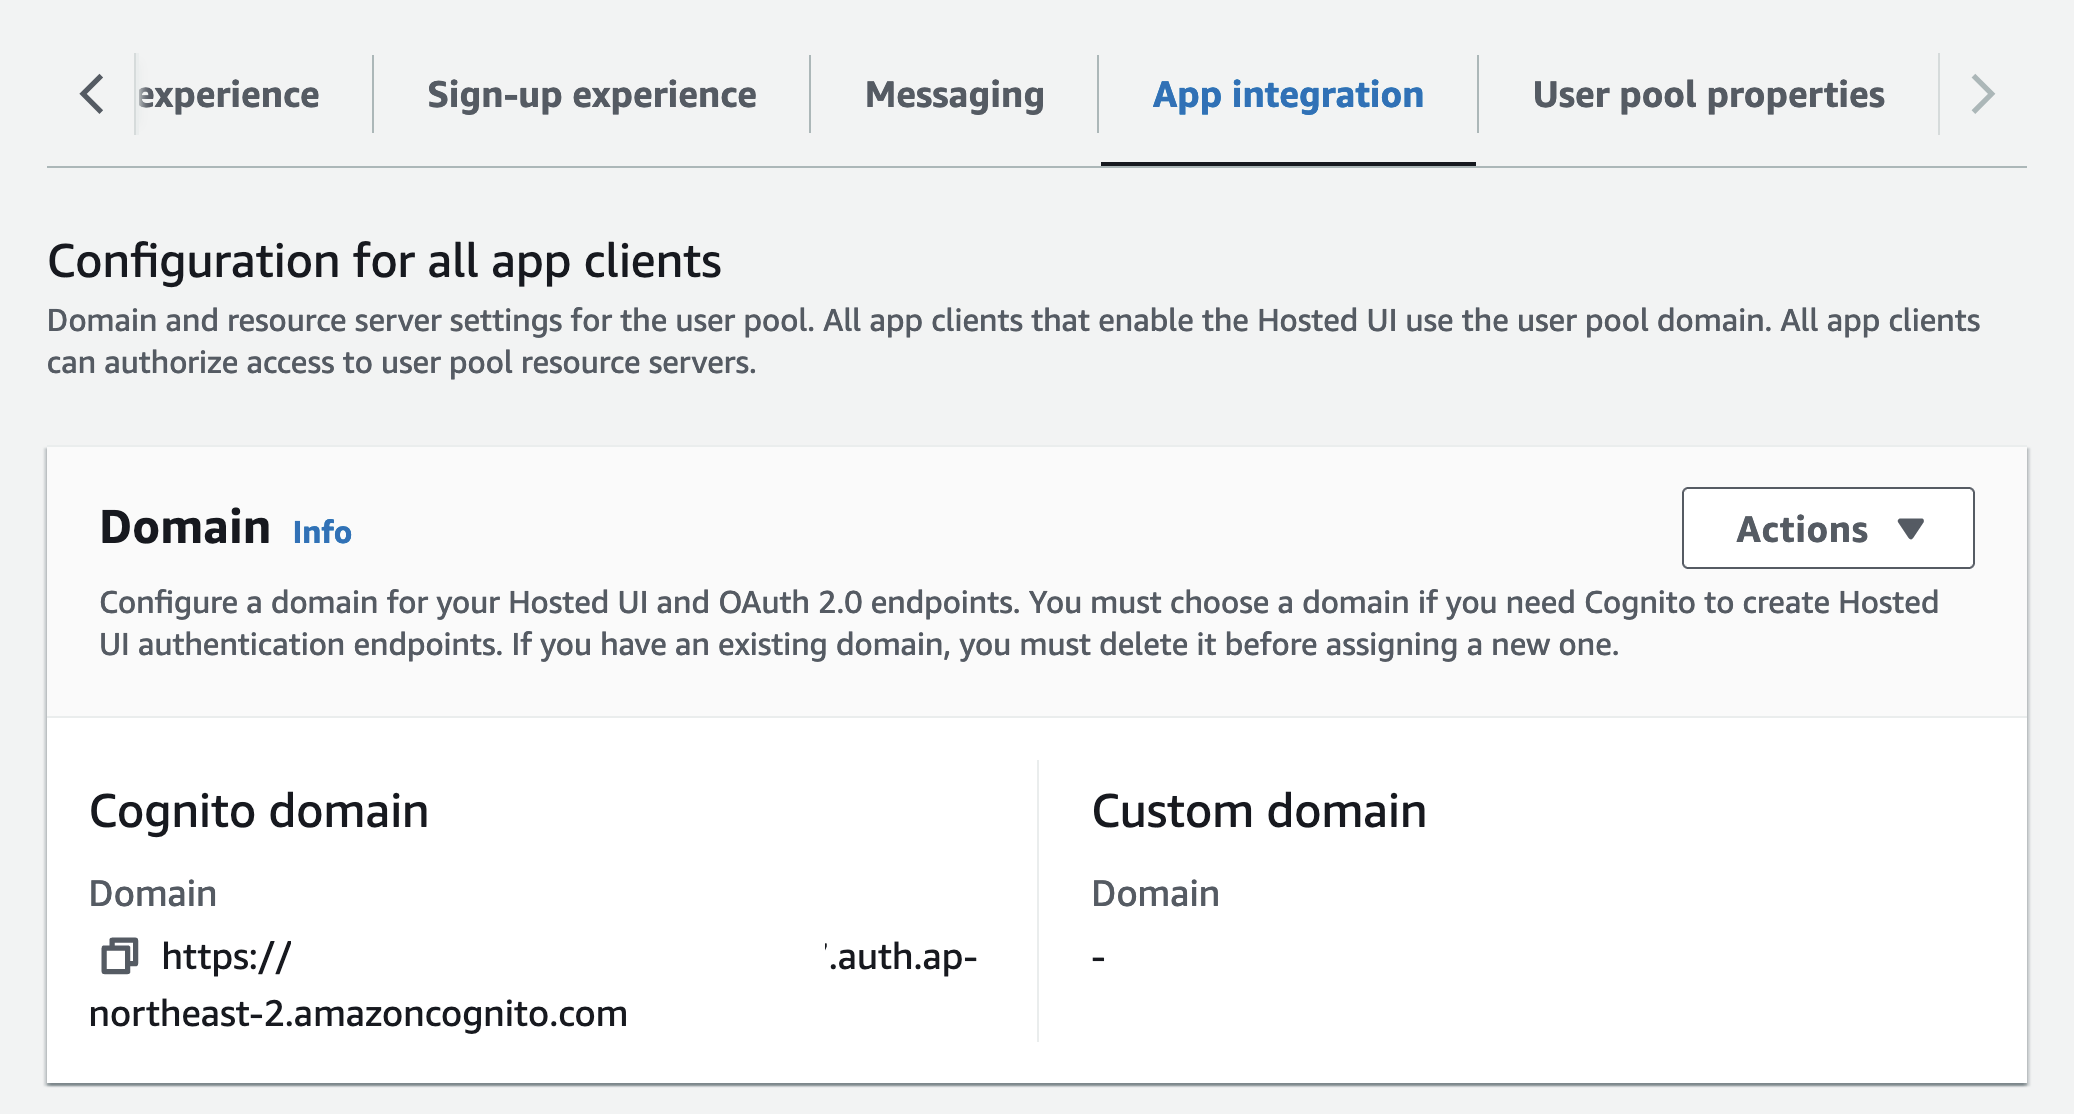 experience
Sign-up experience
Messaging
App integration
User pool properties
Configuration for all app clients
Domain and resource server settings for the user pool. All app clients that enable the Hosted UI use the user pool domain. All app clients
can authorize access to user pool resource servers.
Domain Info
Actions
Configure a domain for your Hosted UI and OAuth 2.0 endpoints. You must choose a domain if you need Cognito to create Hosted
UI authentication endpoints. If you have an existing domain, you must delete it before assigning a new one.
Cognito domain
Domain
https:// .auth.ap-
northeast-2.amazoncognito.com
Custom domain
Domain
-